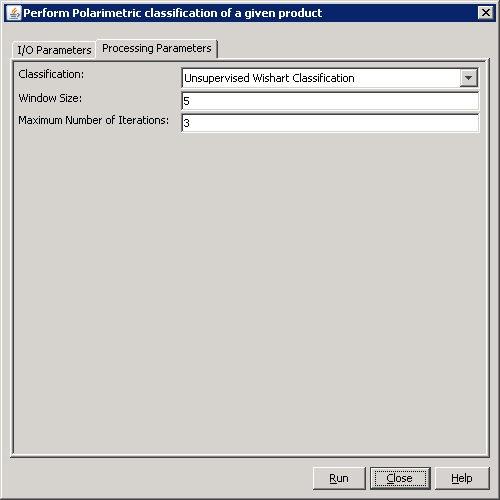 Perform Polarimetric classification of a given product
I/O Parameters Processing Parameters
Classification: Unsupervised Wishart Classification
Window Size: 5
Maximum Number of Iterations: 3
Run Close Help